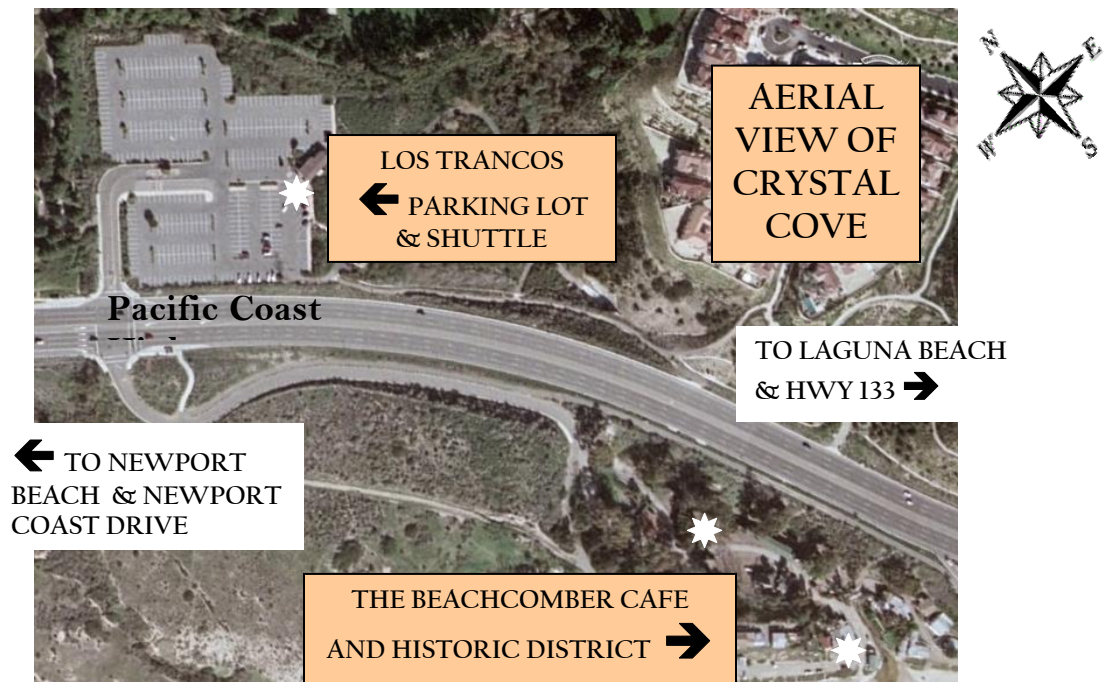 AERIAL
VIEW OF
CRYSTAL
COVE
N
E
W
S
LOS TRANCOS
PARKING LOT
& SHUTTLE
Pacific Coast
TO LAGUNA BEACH
& HWY 133
TO NEWPORT
BEACH & NEWPORT
COAST DRIVE
THE BEACHCOMBER CAFE
AND HISTORIC DISTRICT